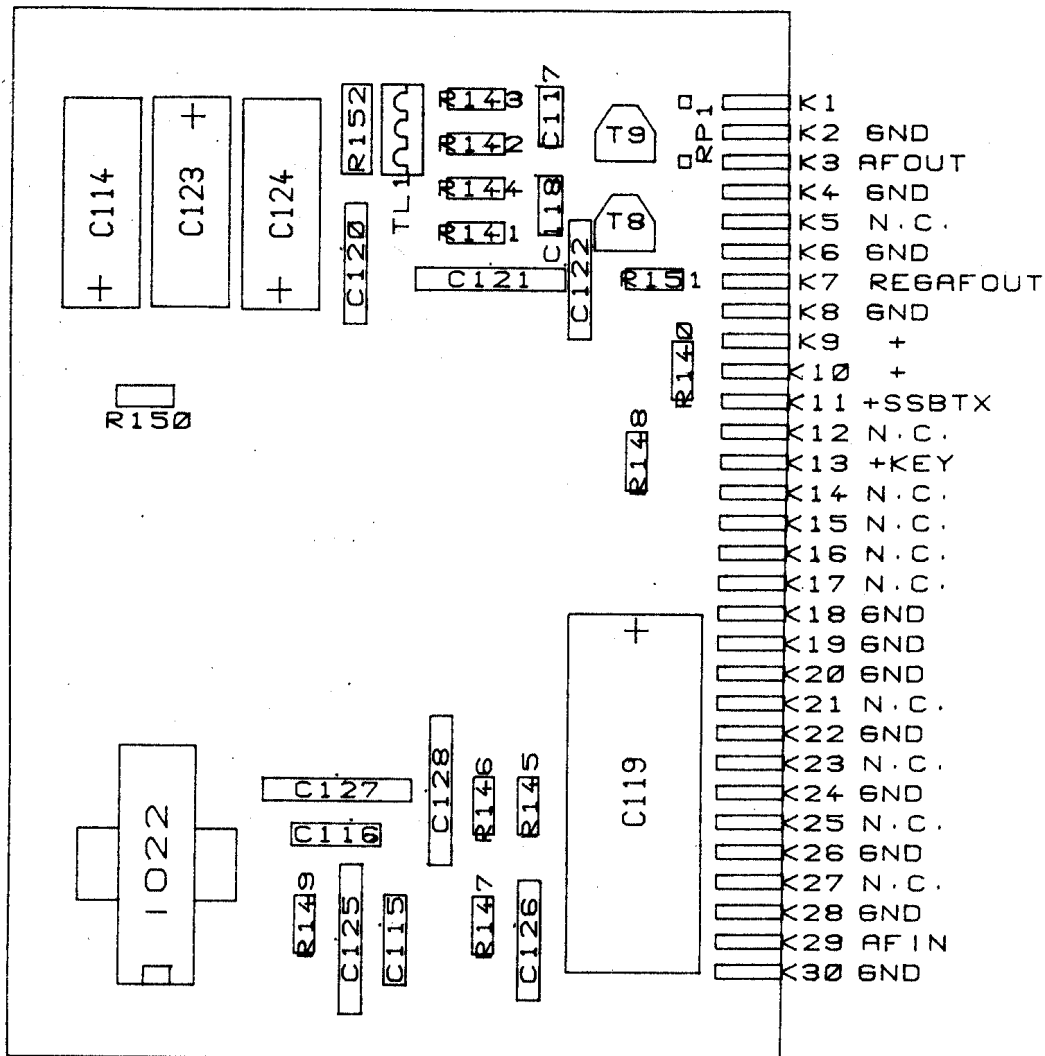 C114
C123
C124
R152
TL1
R143
R142
R144
R141
C117
C118
T9
T8
RP1
C120
C121
C122
R151
R140
R148
R150
K1
K2 GND
K3 AFOUT
K4 GND
K5 N.C.
K6 GND
K7 REGAFOUT
K8 GND
K9 +
K10 +
K11 +SSBTX
K12 N.C.
K13 +KEY
K14 N.C.
K15 N.C.
K16 N.C.
K17 N.C.
K18 GND
K19 GND
K20 GND
K21 N.C.
K22 GND
K23 N.C.
K24 GND
K25 N.C.
K26 GND
K27 N.C.
K28 GND
K29 AFIN
K30 GND
C119
1022
C127
C116
C128
R146
R145
R149
C125
C115
R147
C126